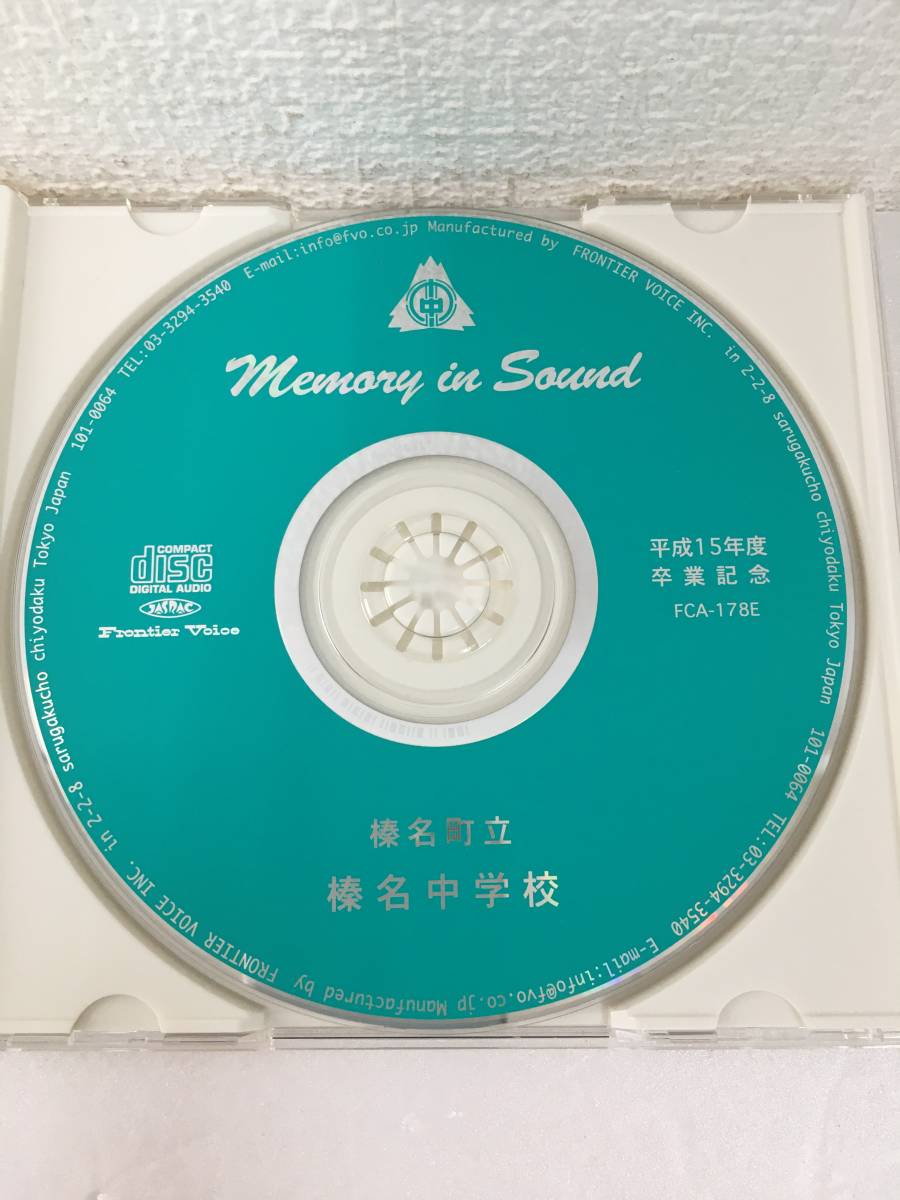 Memory in Sound
COMPACT
disc
DIGITAL AUDIO
JASRAC
Frontier Voice
平成15年度
卒業記念
FCA-178E
榛名町立
榛名中学校
Manufactured by FRONTIER VOICE INC. in 2-2-8 sarugakucho chiyodaku Tokyo Japan 101-0064 TEL:03-3294-3540 E-mail:info@fvo.co.jp
Manufactured by FRONTIER VOICE INC. in 2-2-8 sarugakucho chiyodaku Tokyo Japan 101-0064 TEL:03-3294-3540 E-mail:info@fvo.co.jp